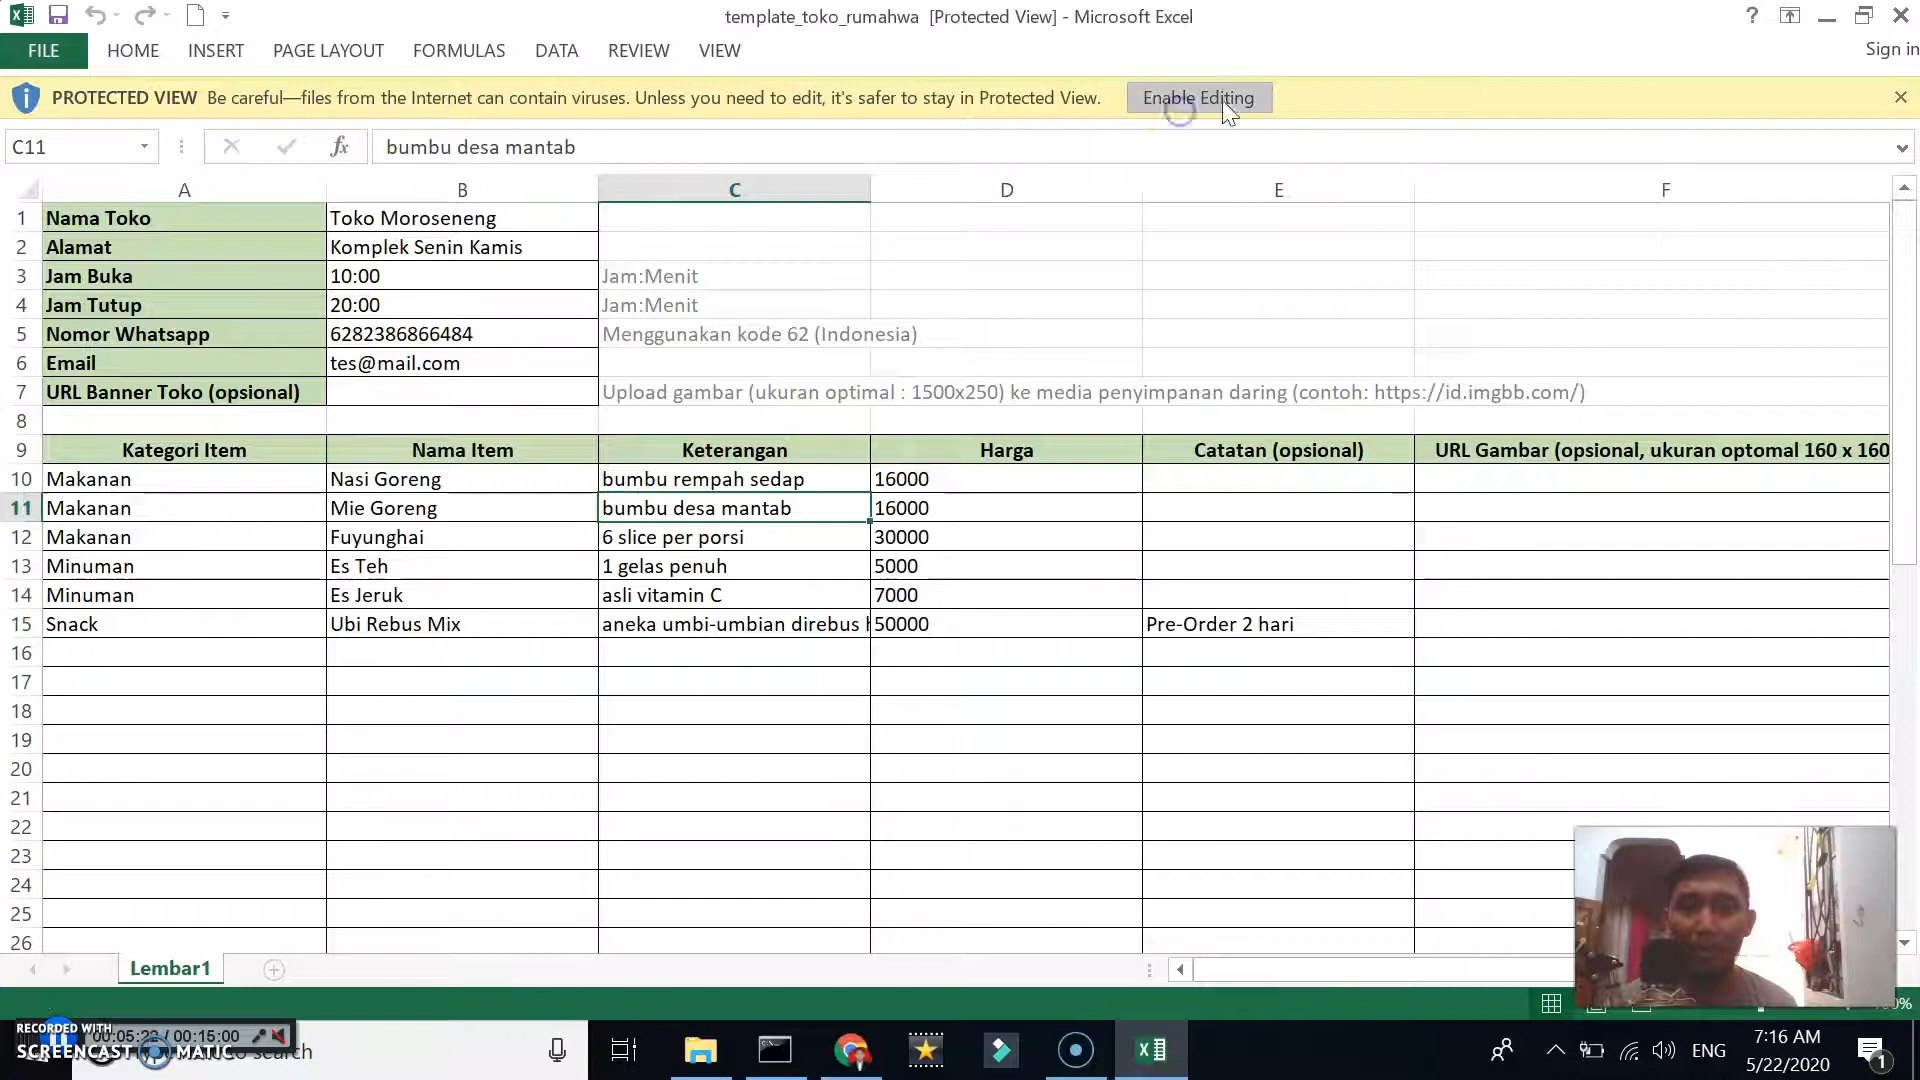 template_toko_rumahwa [Protected View] - Microsoft Excel
FILE HOME INSERT PAGE LAYOUT FORMULAS DATA REVIEW VIEW Sign in
PROTECTED VIEW Be careful—files from the Internet can contain viruses. Unless you need to edit, it's safer to stay in Protected View. Enable Editing
C11 fx bumbu desa mantab
A B C D E F
1 Nama Toko Toko Moroseneng
2 Alamat Komplek Senin Kamis
3 Jam Buka 10:00 Jam:Menit
4 Jam Tutup 20:00 Jam:Menit
5 Nomor Whatsapp 6282386866484 Menggunakan kode 62 (Indonesia)
6 Email tes@mail.com
7 URL Banner Toko (opsional) Upload gambar (ukuran optimal : 1500x250) ke media penyimpanan daring (contoh: https://id.imgbb.com/)
8
9 Kategori Item Nama Item Keterangan Harga Catatan (opsional) URL Gambar (opsional, ukuran optomal 160 x 160
10 Makanan Nasi Goreng bumbu rempah sedap 16000
11 Makanan Mie Goreng bumbu desa mantab 16000
12 Makanan Fuyunghai 6 slice per porsi 30000
13 Minuman Es Teh 1 gelas penuh 5000
14 Minuman Es Jeruk asli vitamin C 7000
15 Snack Ubi Rebus Mix aneka umbi-umbian direbus 50000 Pre-Order 2 hari
16
17
18
19
20
21
22
23
24
25
26
Lembar1
RECORDED WITH
SCREENCAST MATIC
/ 00:15:00
search
ENG
7:16 AM
5/22/2020
1